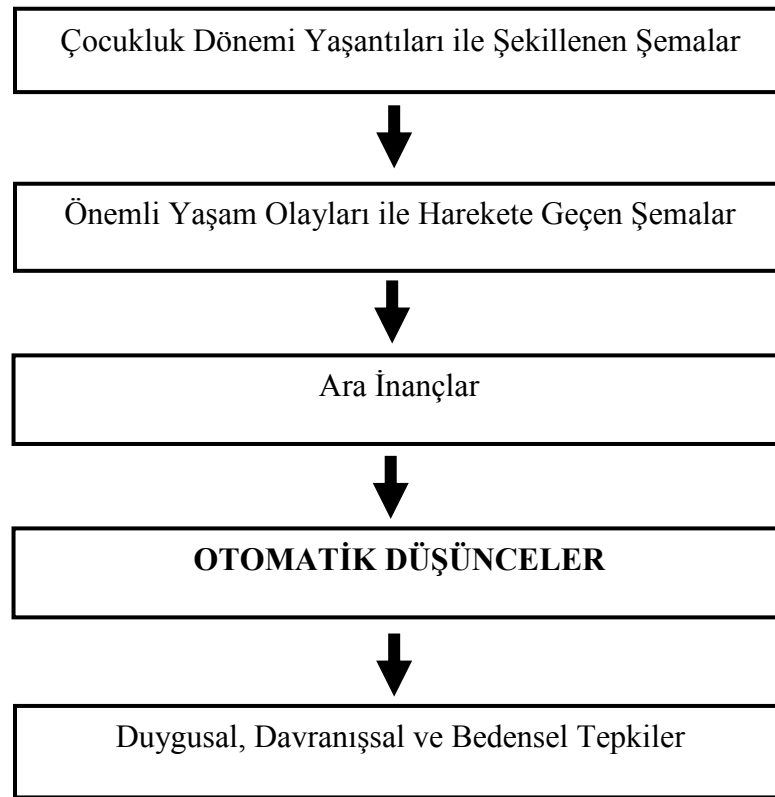 Çocukluk Dönemi Yaşantıları ile Şekillenen Şemalar
Önemli Yaşam Olayları ile Harekete Geçen Şemalar
Ara İnançlar
OTOMATİK DÜŞÜNCELER
Duygusal, Davranışsal ve Bedensel Tepkiler